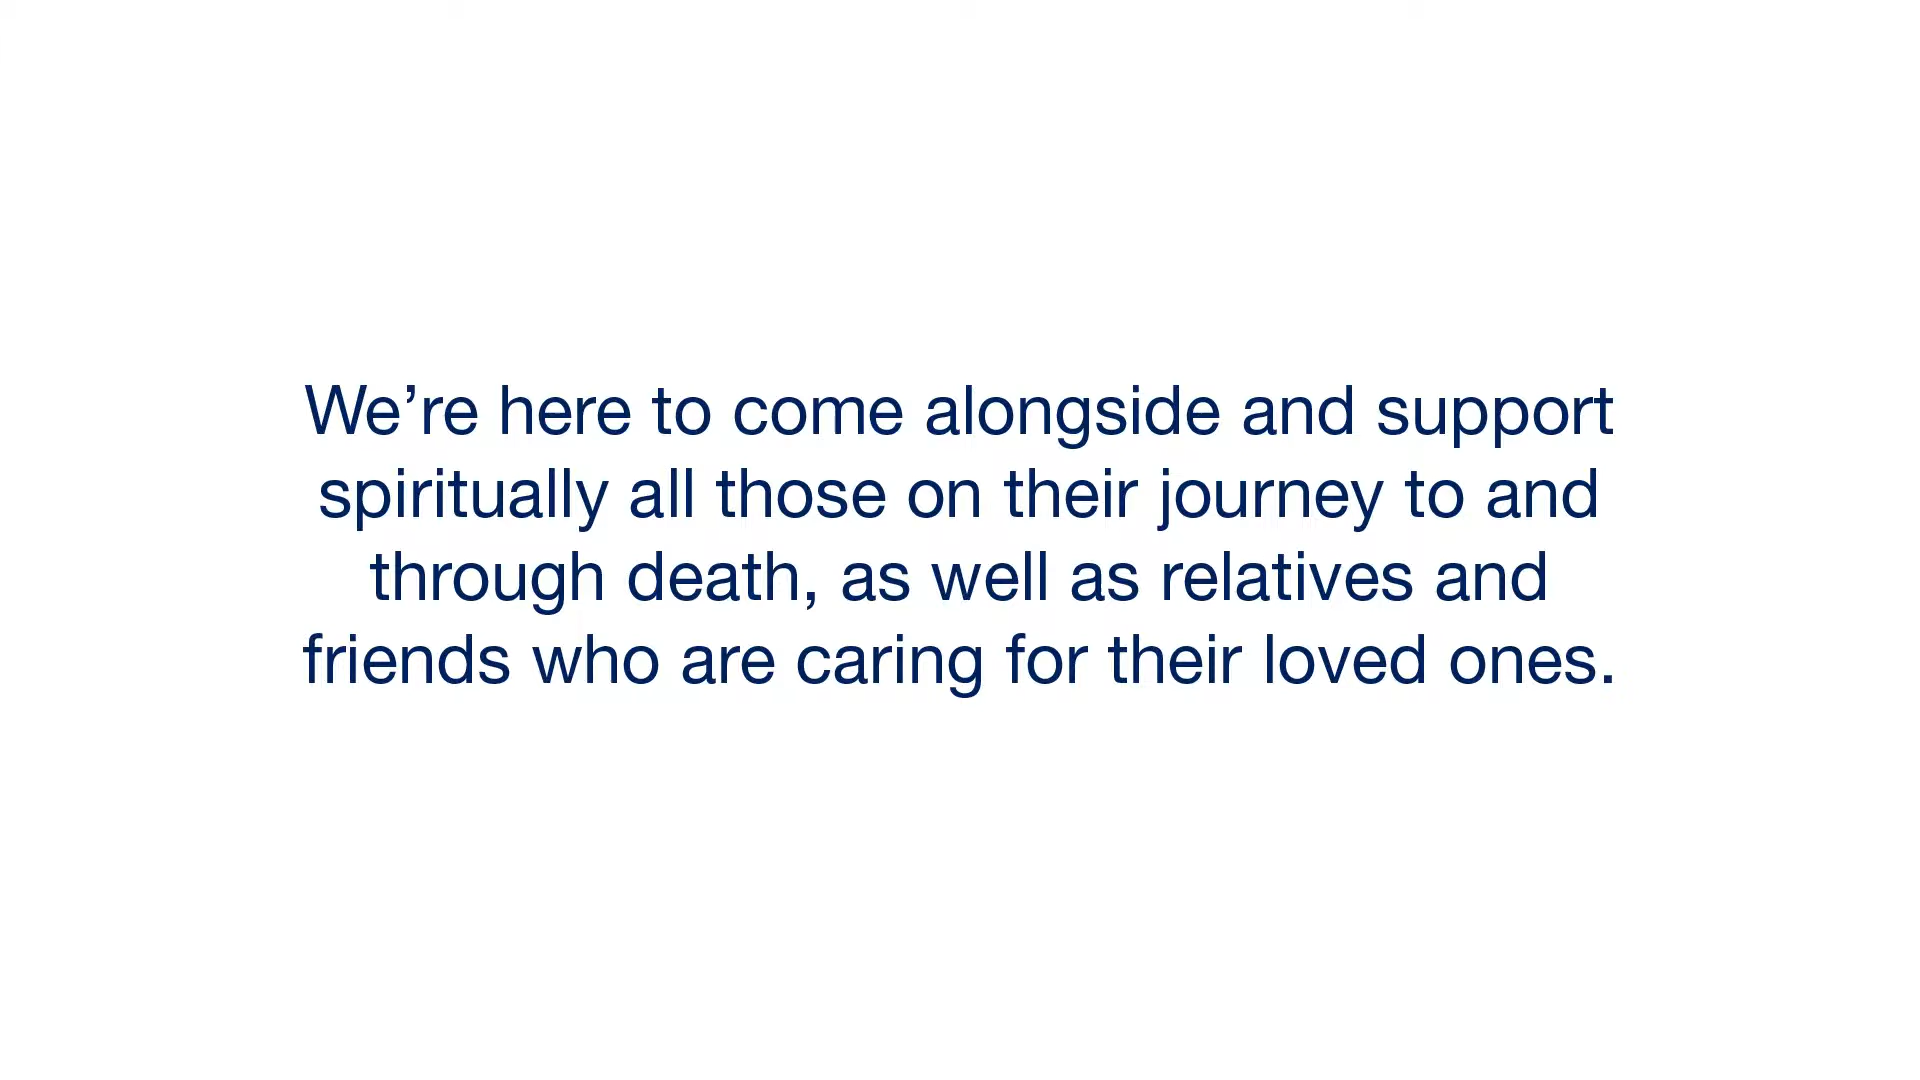 We’re here to come alongside and support
spiritually all those on their journey to and
through death, as well as relatives and
friends who are caring for their loved ones.